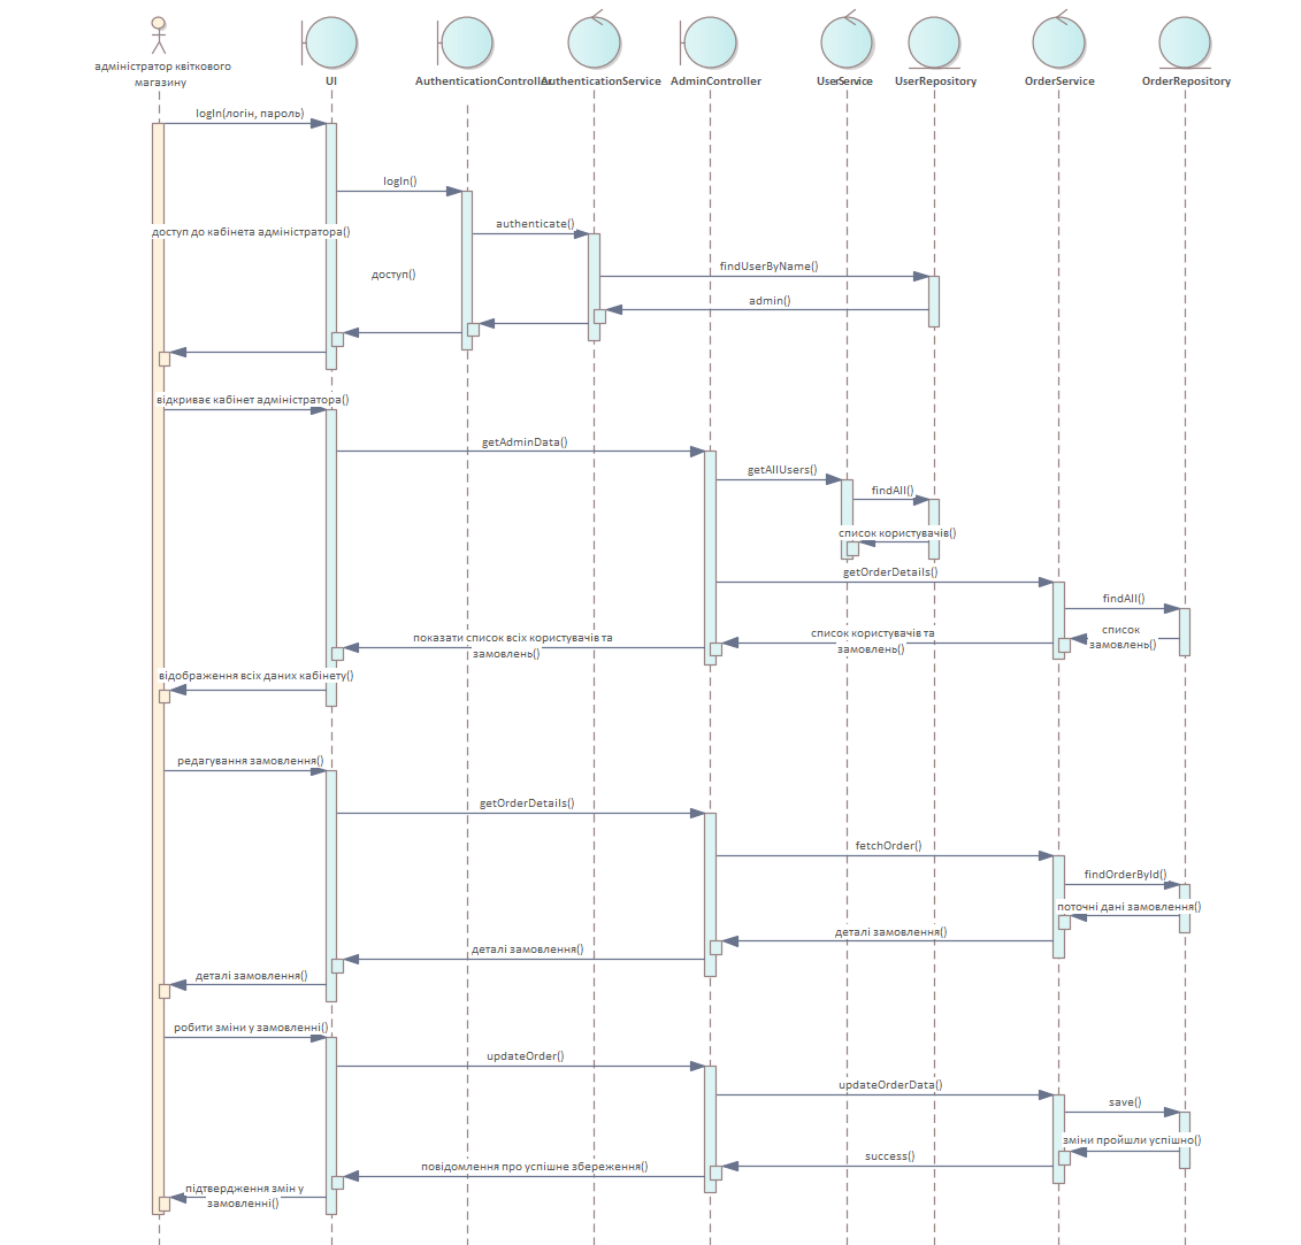 адміністратор квіткового
магазину
UI
AuthenticationController
AuthenticationService
AdminController
UserService
UserRepository
OrderService
OrderRepository
logIn(логін, пароль)
logIn()
authenticate()
доступ до кабінета адміністратора()
findUserByName()
доступ()
admin()
відкриває кабінет адміністратора()
getAdminData()
getAllUsers()
findAll()
список користувачів()
getOrderDetails()
findAll()
список
замовлень()
список користувачів та
замовлень()
показати список всіх користувачів та
замовлень()
відображення всіх даних кабінету()
редагування замовлення()
getOrderDetails()
fetchOrder()
findOrderById()
поточні дані замовлення()
деталі замовлення()
деталі замовлення()
деталі замовлення()
робити зміни у замовленні()
updateOrder()
updateOrderData()
save()
зміни пройшли успішно()
success()
повідомлення про успішне збереження()
підтвердження змін у
замовленні()